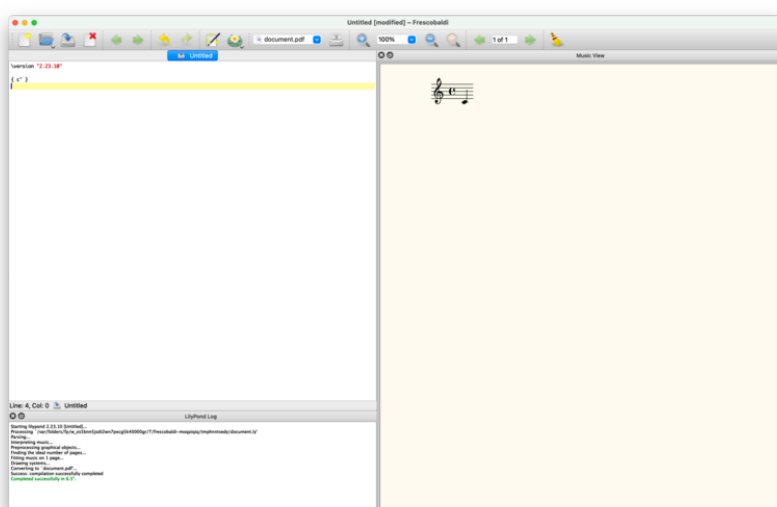 Untitled [modified] – Frescobaldi
document.pdf
100%
1 of 1
Untitled
Music View
\version "2.23.10"
{ c' }
Line: 4, Col: 0 Untitled
LilyPond Log
Starting lilypond 2.23.10 [Untitled]...
Parsing...
Interpreting music...
Preprocessing graphical objects...
Finding the ideal number of pages...
Fitting music on 1 page...
Drawing systems...
Converting to `document.pdf'...
Success: compilation successfully completed
Completed successfully in 6.5".